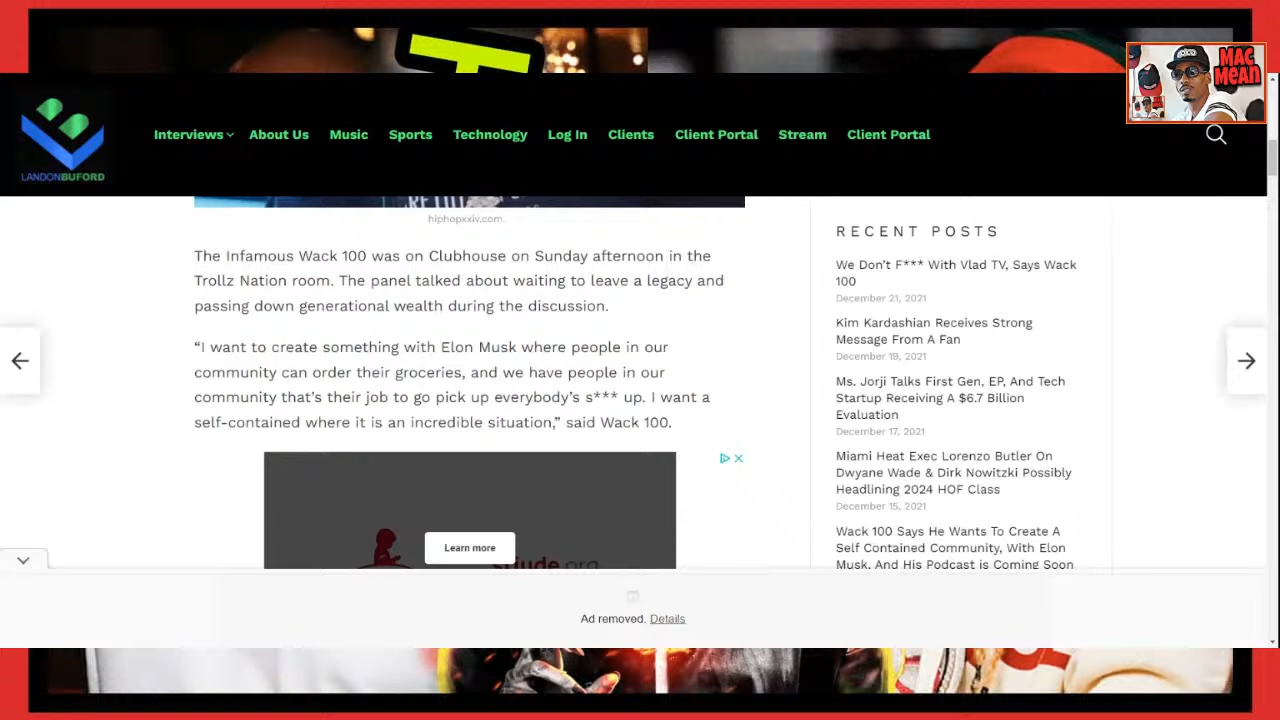 MAC
MEAN
LANDONBUFORD
Interviews
About Us
Music
Sports
Technology
Log In
Clients
Client Portal
Stream
Client Portal
hiphopxxiv.com
The Infamous Wack 100 was on Clubhouse on Sunday afternoon in the
Trollz Nation room. The panel talked about waiting to leave a legacy and
passing down generational wealth during the discussion.
“I want to create something with Elon Musk where people in our
community can order their groceries, and we have people in our
community that’s their job to go pick up everybody’s s*** up. I want a
self-contained where it is an incredible situation,” said Wack 100.
Learn more
RECENT POSTS
We Don’t F*** With Vlad TV, Says Wack
100
December 21, 2021
Kim Kardashian Receives Strong
Message From A Fan
December 19, 2021
Ms. Jorji Talks First Gen, EP, And Tech
Startup Receiving A $6.7 Billion
Evaluation
December 17, 2021
Miami Heat Exec Lorenzo Butler On
Dwyane Wade & Dirk Nowitzki Possibly
Headlining 2024 HOF Class
December 15, 2021
Wack 100 Says He Wants To Create A
Self Contained Community, With Elon
Musk, And His Podcast is Coming Soon
Ad removed. Details